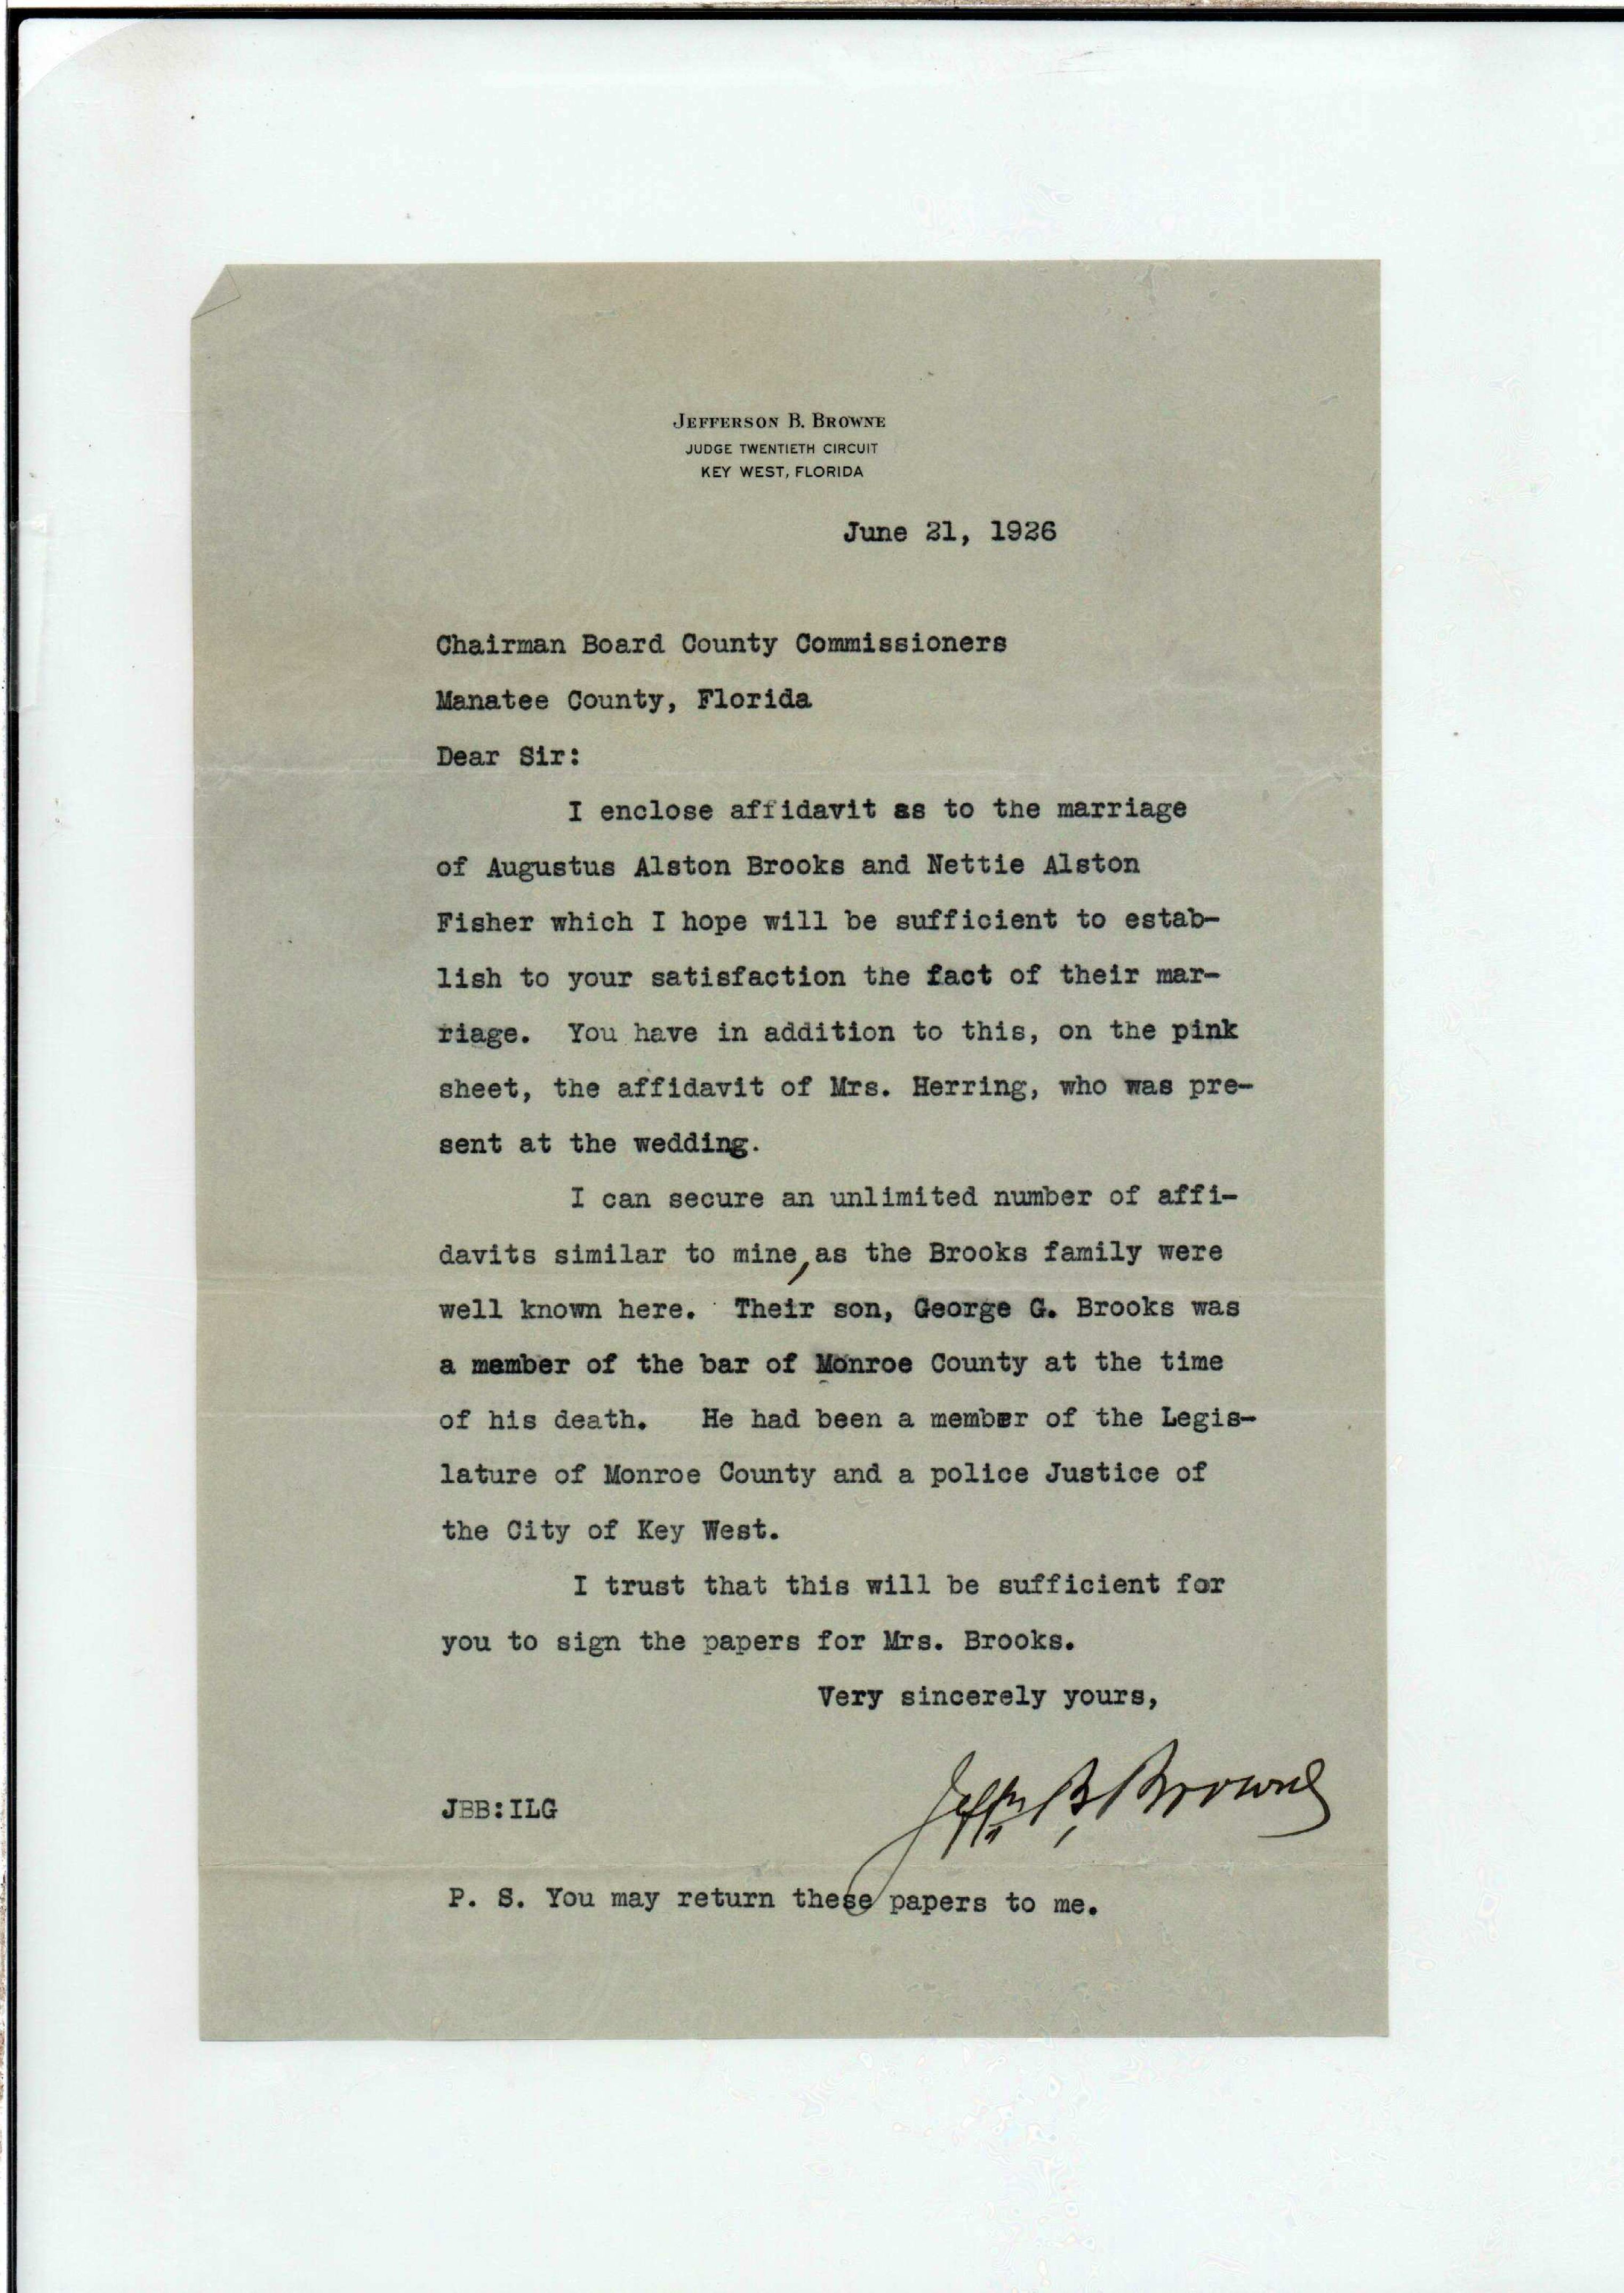 JEFFERSON B. BROWNE
JUDGE TWENTIETH CIRCUIT
KEY WEST, FLORIDA
June 21, 1926
Chairman Board County Commissioners
Manatee County, Florida
Dear Sir:
I enclose affidavit as to the marriage
of Augustus Alston Brooks and Nettie Alston
Fisher which I hope will be sufficient to estab-
lish to your satisfaction the fact of their mar-
riage. You have in addition to this, on the pink
sheet, the affidavit of Mrs. Herring, who was pre-
sent at the wedding.
I can secure an unlimited number of affi-
davits similar to mine, as the Brooks family were
well known here. Their son, George G. Brooks was
a member of the bar of Monroe County at the time
of his death. He had been a member of the Legis-
lature of Monroe County and a police Justice of
the City of Key West.
I trust that this will be sufficient for
you to sign the papers for Mrs. Brooks.
Very sincerely yours,
Jeffn B. Browne
JBB:ILG
P. S. You may return these papers to me.